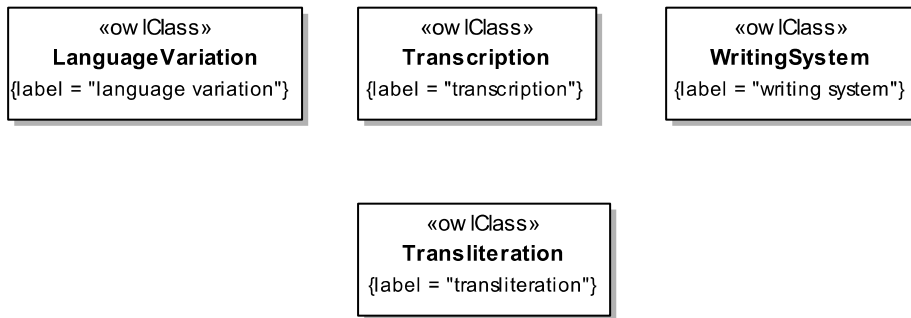 «owlClass»
LanguageVariation
{label = "language variation"}
«owlClass»
Transcription
{label = "transcription"}
«owlClass»
WritingSystem
{label = "writing system"}
«owlClass»
Transliteration
{label = "transliteration"}